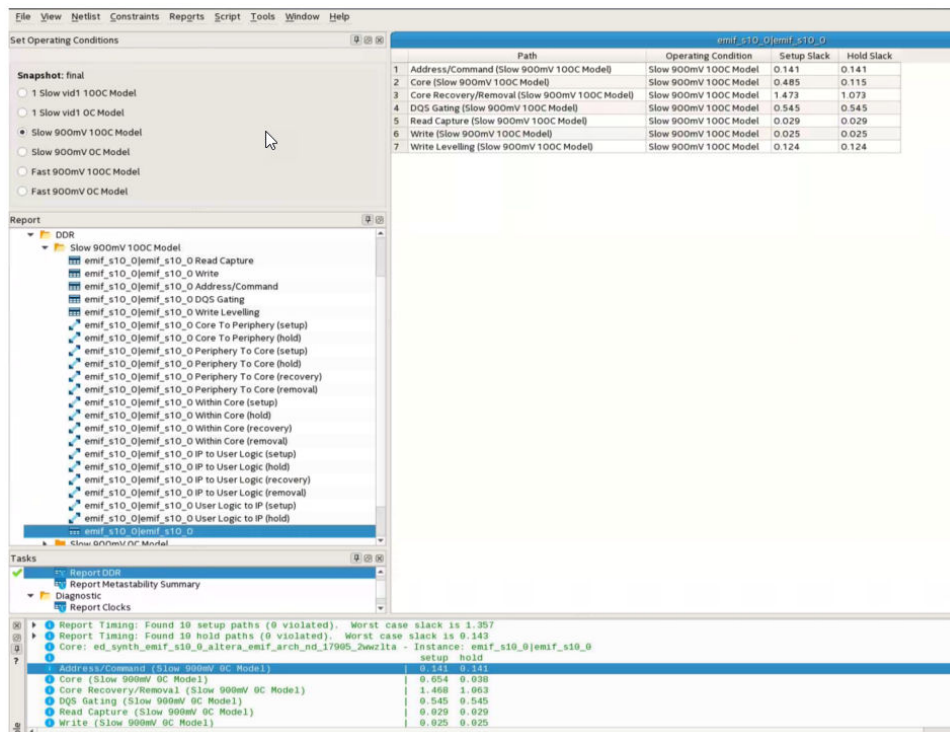 File View Netlist Constraints Reports Script Tools Window Help
Set Operating Conditions
Snapshot: final
1 Slow vid1 100C Model
1 Slow vid1 0C Model
Slow 900mV 100C Model
Slow 900mV 0C Model
Fast 900mV 100C Model
Fast 900mV 0C Model
Report
DDR
Slow 900mV 100C Model
emif_s10_0|emif_s10_0 Read Capture
emif_s10_0|emif_s10_0 Write
emif_s10_0|emif_s10_0 Address/Command
emif_s10_0|emif_s10_0 DQS Gating
emif_s10_0|emif_s10_0 Write Levelling
emif_s10_0|emif_s10_0 Core To Periphery (setup)
emif_s10_0|emif_s10_0 Core To Periphery (hold)
emif_s10_0|emif_s10_0 Periphery To Core (setup)
emif_s10_0|emif_s10_0 Periphery To Core (hold)
emif_s10_0|emif_s10_0 Periphery To Core (recovery)
emif_s10_0|emif_s10_0 Periphery To Core (removal)
emif_s10_0|emif_s10_0 Within Core (setup)
emif_s10_0|emif_s10_0 Within Core (hold)
emif_s10_0|emif_s10_0 Within Core (recovery)
emif_s10_0|emif_s10_0 Within Core (removal)
emif_s10_0|emif_s10_0 IP to User Logic (setup)
emif_s10_0|emif_s10_0 IP to User Logic (hold)
emif_s10_0|emif_s10_0 IP to User Logic (recovery)
emif_s10_0|emif_s10_0 IP to User Logic (removal)
emif_s10_0|emif_s10_0 User Logic to IP (setup)
emif_s10_0|emif_s10_0 User Logic to IP (hold)
emif_s10_0|emif_s10_0
Slow 900mV 0C Model
Tasks
Report DDR
Report Metastability Summary
Diagnostic
Report Clocks
emif_s10_0|emif_s10_0
Path Operating Condition Setup Slack Hold Slack
1 Address/Command (Slow 900mV 100C Model) Slow 900mV 100C Model 0.141 0.141
2 Core (Slow 900mV 100C Model) Slow 900mV 100C Model 0.485 0.115
3 Core Recovery/Removal (Slow 900mV 100C Model) Slow 900mV 100C Model 1.473 1.073
4 DQS Gating (Slow 900mV 100C Model) Slow 900mV 100C Model 0.545 0.545
5 Read Capture (Slow 900mV 100C Model) Slow 900mV 100C Model 0.029 0.029
6 Write (Slow 900mV 100C Model) Slow 900mV 100C Model 0.025 0.025
7 Write Levelling (Slow 900mV 100C Model) Slow 900mV 100C Model 0.124 0.124
Report Timing: Found 10 setup paths (0 violated). Worst case slack is 1.357
Report Timing: Found 10 hold paths (0 violated). Worst case slack is 0.143
Core: ed_synth_emif_s10_0_altera_emif_arch_nd_17905_2wwzlta - Instance: emif_s10_0|emif_s10_0
setup hold
Address/Command (Slow 900mV 0C Model) | 0.141 0.141
Core (Slow 900mV 0C Model) | 0.654 0.038
Core Recovery/Removal (Slow 900mV 0C Model) | 1.468 1.063
DQS Gating (Slow 900mV 0C Model) | 0.545 0.545
Read Capture (Slow 900mV 0C Model) | 0.029 0.029
Write (Slow 900mV 0C Model) | 0.025 0.025